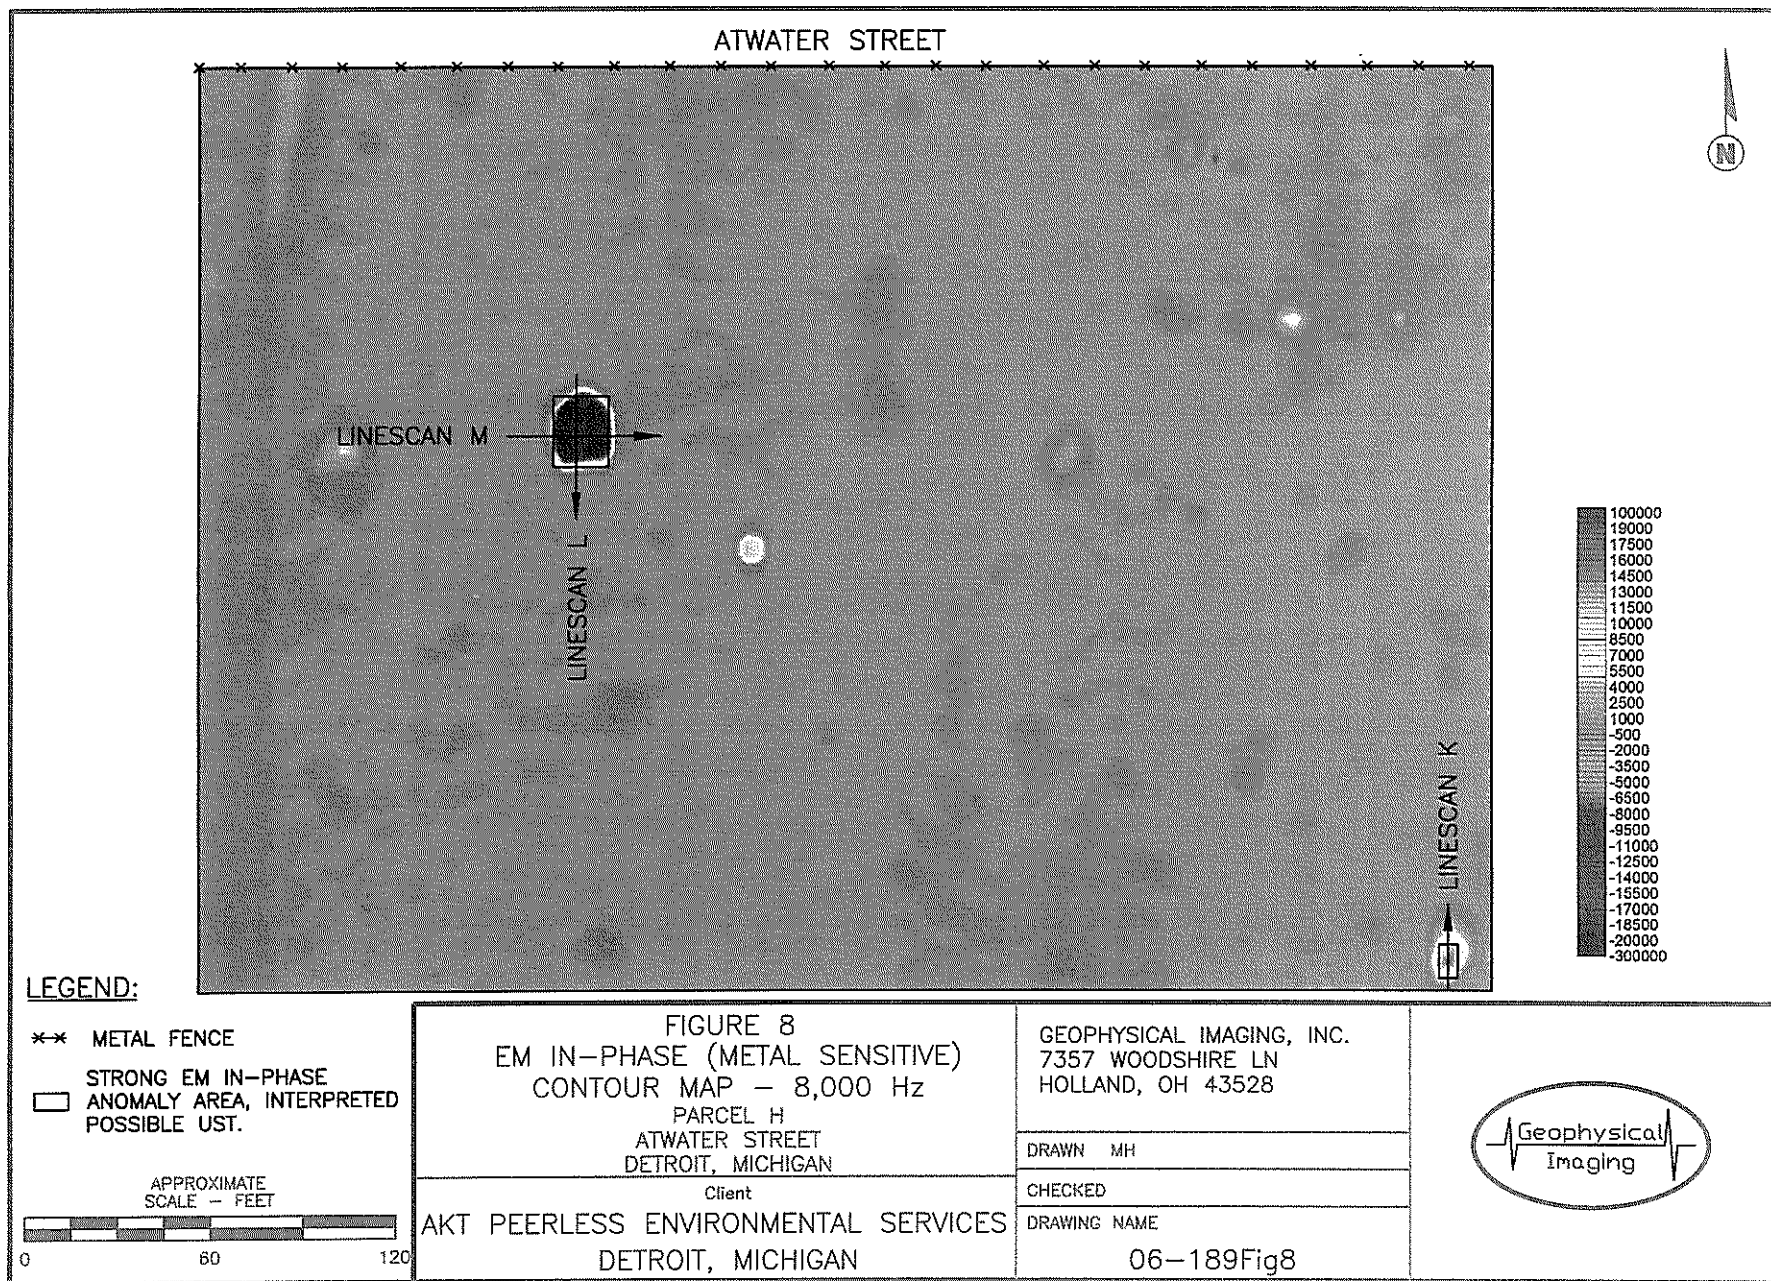 ATWATER STREET
N
LINESCAN M
LINESCAN L
LINESCAN K
100000
19000
17500
16000
14500
13000
11500
10000
8500
7000
5500
4000
2500
1000
-500
-2000
-3500
-5000
-6500
-8000
-9500
-11000
-12500
-14000
-15500
-17000
-18500
-20000
-300000
LEGEND:
METAL FENCE
STRONG EM IN-PHASE
ANOMALY AREA, INTERPRETED
POSSIBLE UST.
APPROXIMATE
SCALE - FEET
0 60 120
FIGURE 8
EM IN-PHASE (METAL SENSITIVE)
CONTOUR MAP - 8,000 Hz
PARCEL H
ATWATER STREET
DETROIT, MICHIGAN
Client
AKT PEERLESS ENVIRONMENTAL SERVICES
DETROIT, MICHIGAN
GEOPHYSICAL IMAGING, INC.
7357 WOODSHIRE LN
HOLLAND, OH 43528
DRAWN MH
CHECKED
DRAWING NAME
06-189Fig8
Geophysical
Imaging